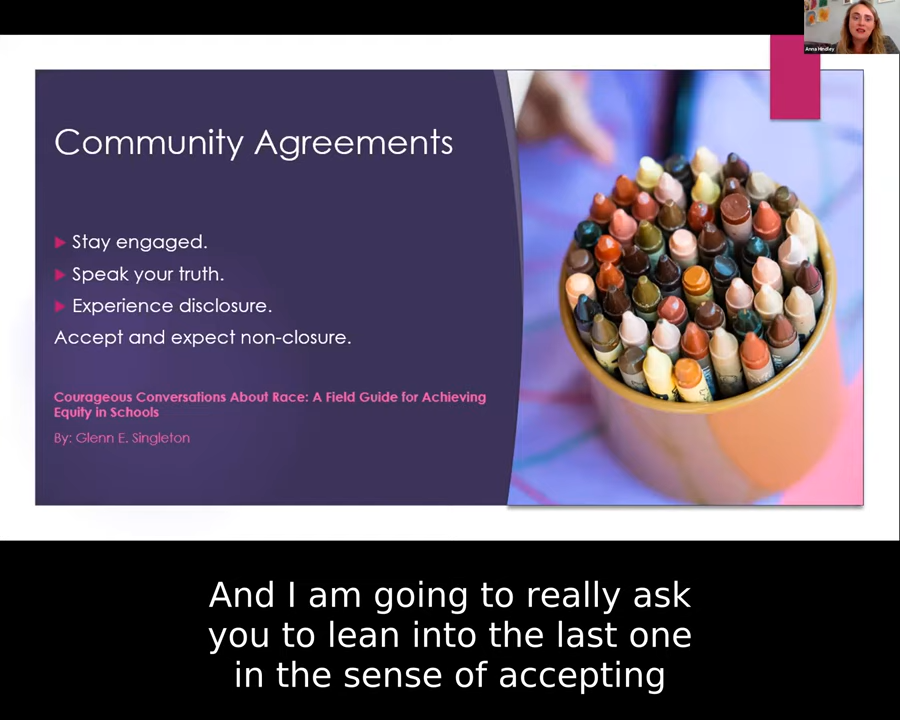 Anna Hindley
Community Agreements
Stay engaged.
Speak your truth.
Experience disclosure.
Accept and expect non-closure.
Courageous Conversations About Race: A Field Guide for Achieving
Equity in Schools
By: Glenn E. Singleton
And I am going to really ask
you to lean into the last one
in the sense of accepting